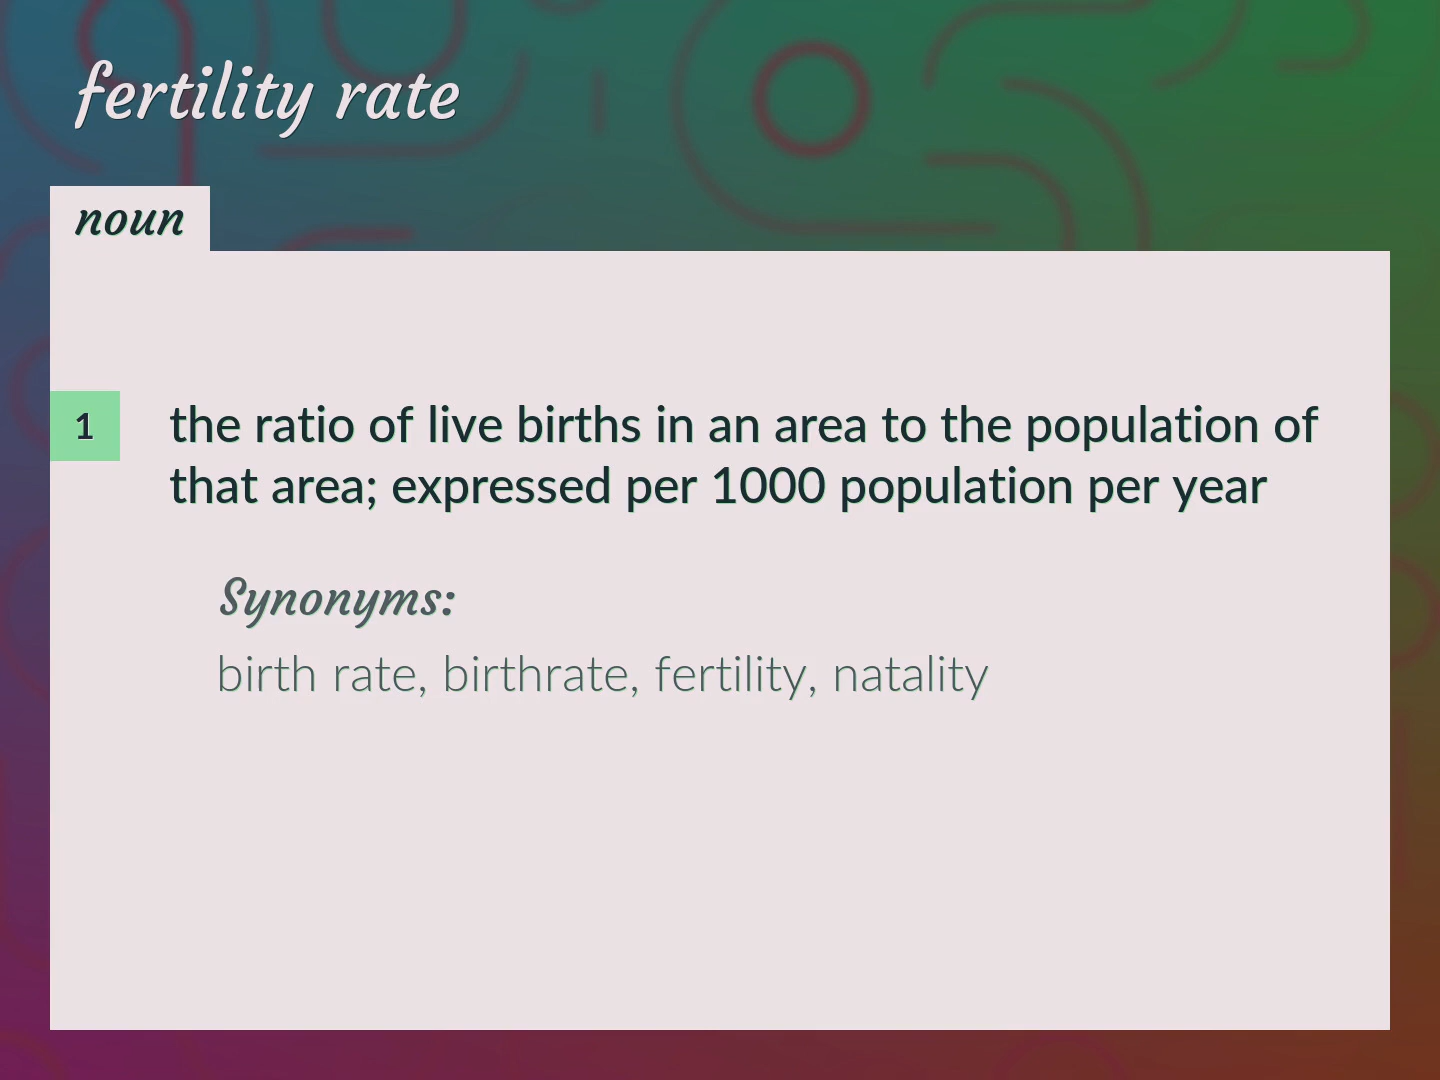 fertility rate
noun
1
the ratio of live births in an area to the population of
that area; expressed per 1000 population per year
Synonyms:
birth rate, birthrate, fertility, natality